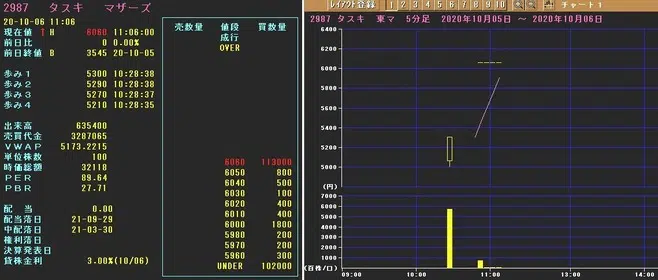 2987 タスキ マザーズ
20-10-06 11:06
現在値 ↑ H 6060 11:06:00
前日比 0 0.00%
前日終値 B 3545 20-10-05
歩み1 5300 10:28:38
歩み2 5290 10:28:38
歩み3 5270 10:28:37
歩み4 5210 10:28:35
出来高 635400
売買代金 3287065
VWAP 5173.2215
単位株数 100
時価総額 32118
PER 89.64
PBR 27.71
配当 0.00
配当落日 21-09-29
中配落日 21-03-30
権利落日
決算発表日
貸株金利 3.00%(10/06)
売数量 値段 買数量
成行
OVER
6060 113000
6050 800
6040 500
6030 100
6020 400
6010 400
6000 1800
5980 200
5970 200
5960 300
UNDER 102000
レイアウト登録 1 2 3 4 5 6 7 8 9 10 チャート1
2987 タスキ 東マ 5分足 2020年10月05日 ～ 2020年10月06日
6400
6200
6000
5800
5600
5400
5200
5000
(円)
7000
6000
5000
4000
3000
2000
1000
0
(百株/口)
09:00 10:00 11:00 13:00 14:00